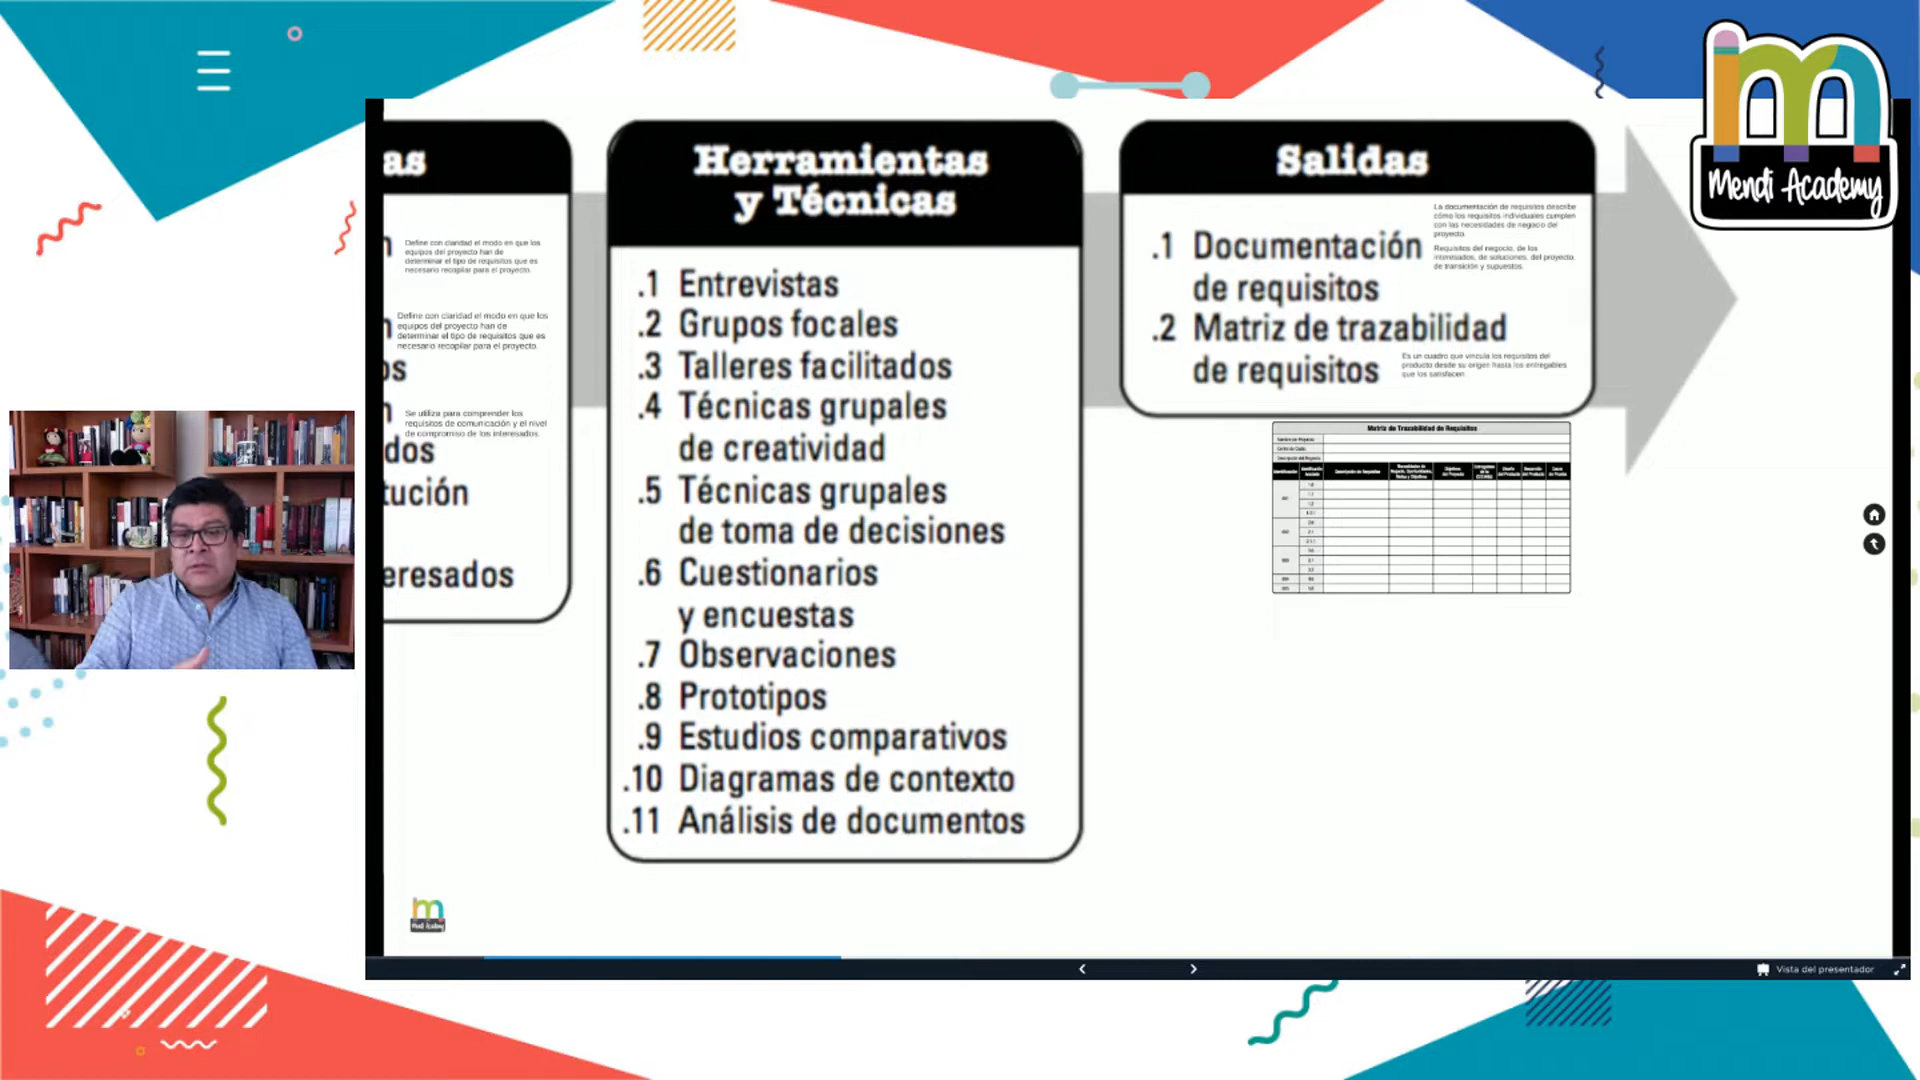 Mendi Academy
as
n
Define con claridad el modo en que los
equipos del proyecto han de
determinar el tipo de requisitos que es
necesario recopilar para el proyecto.
n
Define con claridad el modo en que los
equipos del proyecto han de
determinar el tipo de requisitos que es
necesario recopilar para el proyecto.
os
n
Se utiliza para comprender los
requisitos de comunicación y el nivel
de compromiso de los interesados.
dos
tución
eresados
Herramientas
y Técnicas
.1 Entrevistas
.2 Grupos focales
.3 Talleres facilitados
.4 Técnicas grupales
de creatividad
.5 Técnicas grupales
de toma de decisiones
.6 Cuestionarios
y encuestas
.7 Observaciones
.8 Prototipos
.9 Estudios comparativos
.10 Diagramas de contexto
.11 Análisis de documentos
Salidas
.1 Documentación
de requisitos
La documentación de requisitos describe
cómo los requisitos individuales cumplen
con las necesidades de negocio del
proyecto.
Requisitos del negocio, de los
interesados, de soluciones, del proyecto
de transición y supuestos.
.2 Matriz de trazabilidad
de requisitos
Es un cuadro que vincula los requisitos del
producto desde su origen hasta los entregables
que los satisfacen.
Matriz de Trazabilidad de Requisitos
Mendi Academy
Vista del presentador